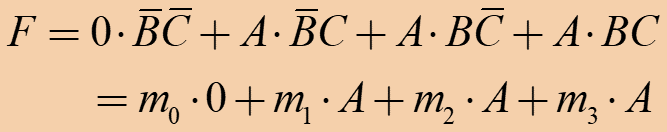 F = 0·B̅C̅ + A·B̅C + A·BC̅ + A·BC
= m₀·0 + m₁·A + m₂·A + m₃·A